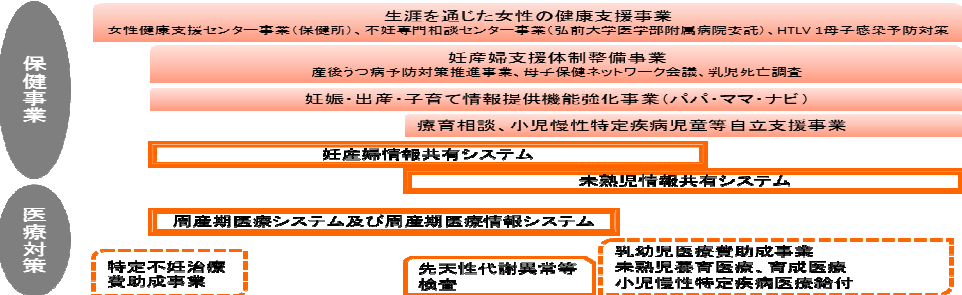 保健事業
生涯を通じた女性の健康支援事業
女性健康支援センター事業（保健所）、不妊専門相談センター事業（弘前大学医学部附属病院委託）、HTLV 1母子感染予防対策
妊産婦支援体制整備事業
産後うつ病予防対策推進事業、母子保健ネットワーク会議、乳児死亡調査
妊娠・出産・子育て情報提供機能強化事業（パパ・ママ・ナビ）
療育相談、小児慢性特定疾病児童等自立支援事業
妊産婦情報共有システム
未熟児情報共有システム
医療対策
周産期医療システム及び周産期医療情報システム
特定不妊治療
費助成事業
先天性代謝異常等
検査
乳幼児医療費助成事業
未熟児養育医療、育成医療
小児慢性特定疾病医療給付